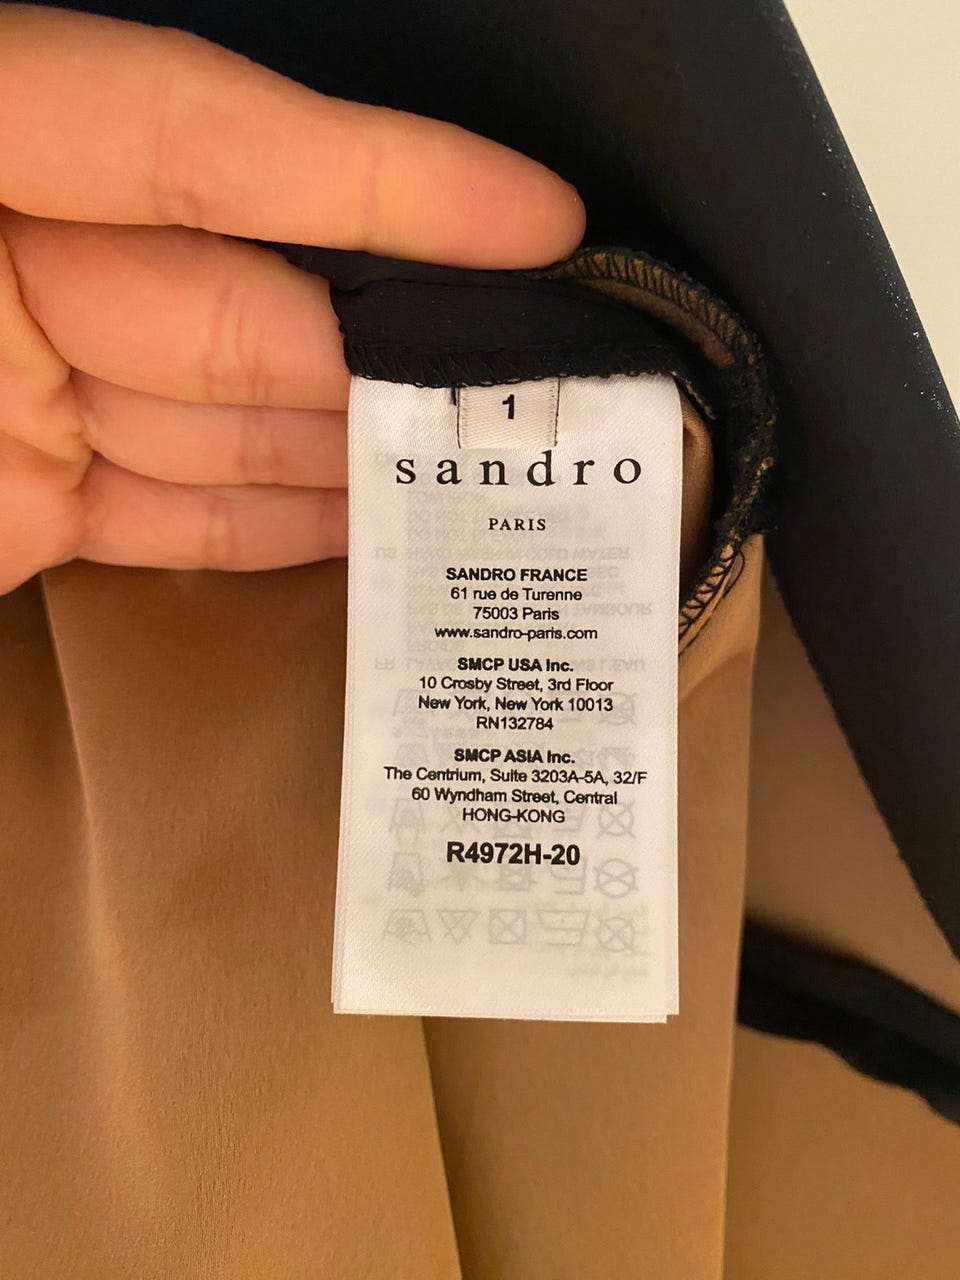 1
sandro
PARIS
SANDRO FRANCE
61 rue de Turenne
75003 Paris
www.sandro-paris.com
SMCP USA Inc.
10 Crosby Street, 3rd Floor
New York, New York 10013
RN132784
SMCP ASIA Inc.
The Centrium, Suite 3203A-5A, 32/F
60 Wyndham Street, Central
HONG-KONG
R4972H-20